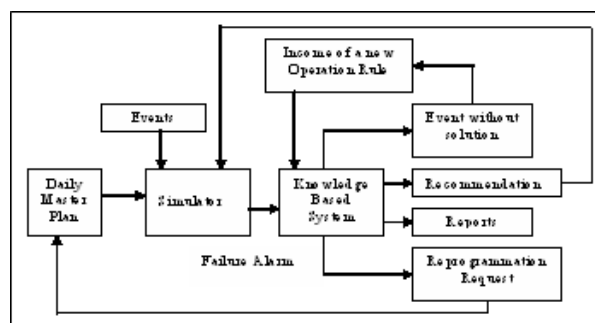 Income of a new
Operation Rule
Events
Event without
solution
Daily
Master
Plan
Simulator
Knowledge
Based
System
Recommendation
Reports
Failure Alarm
Reprogrammation
Request